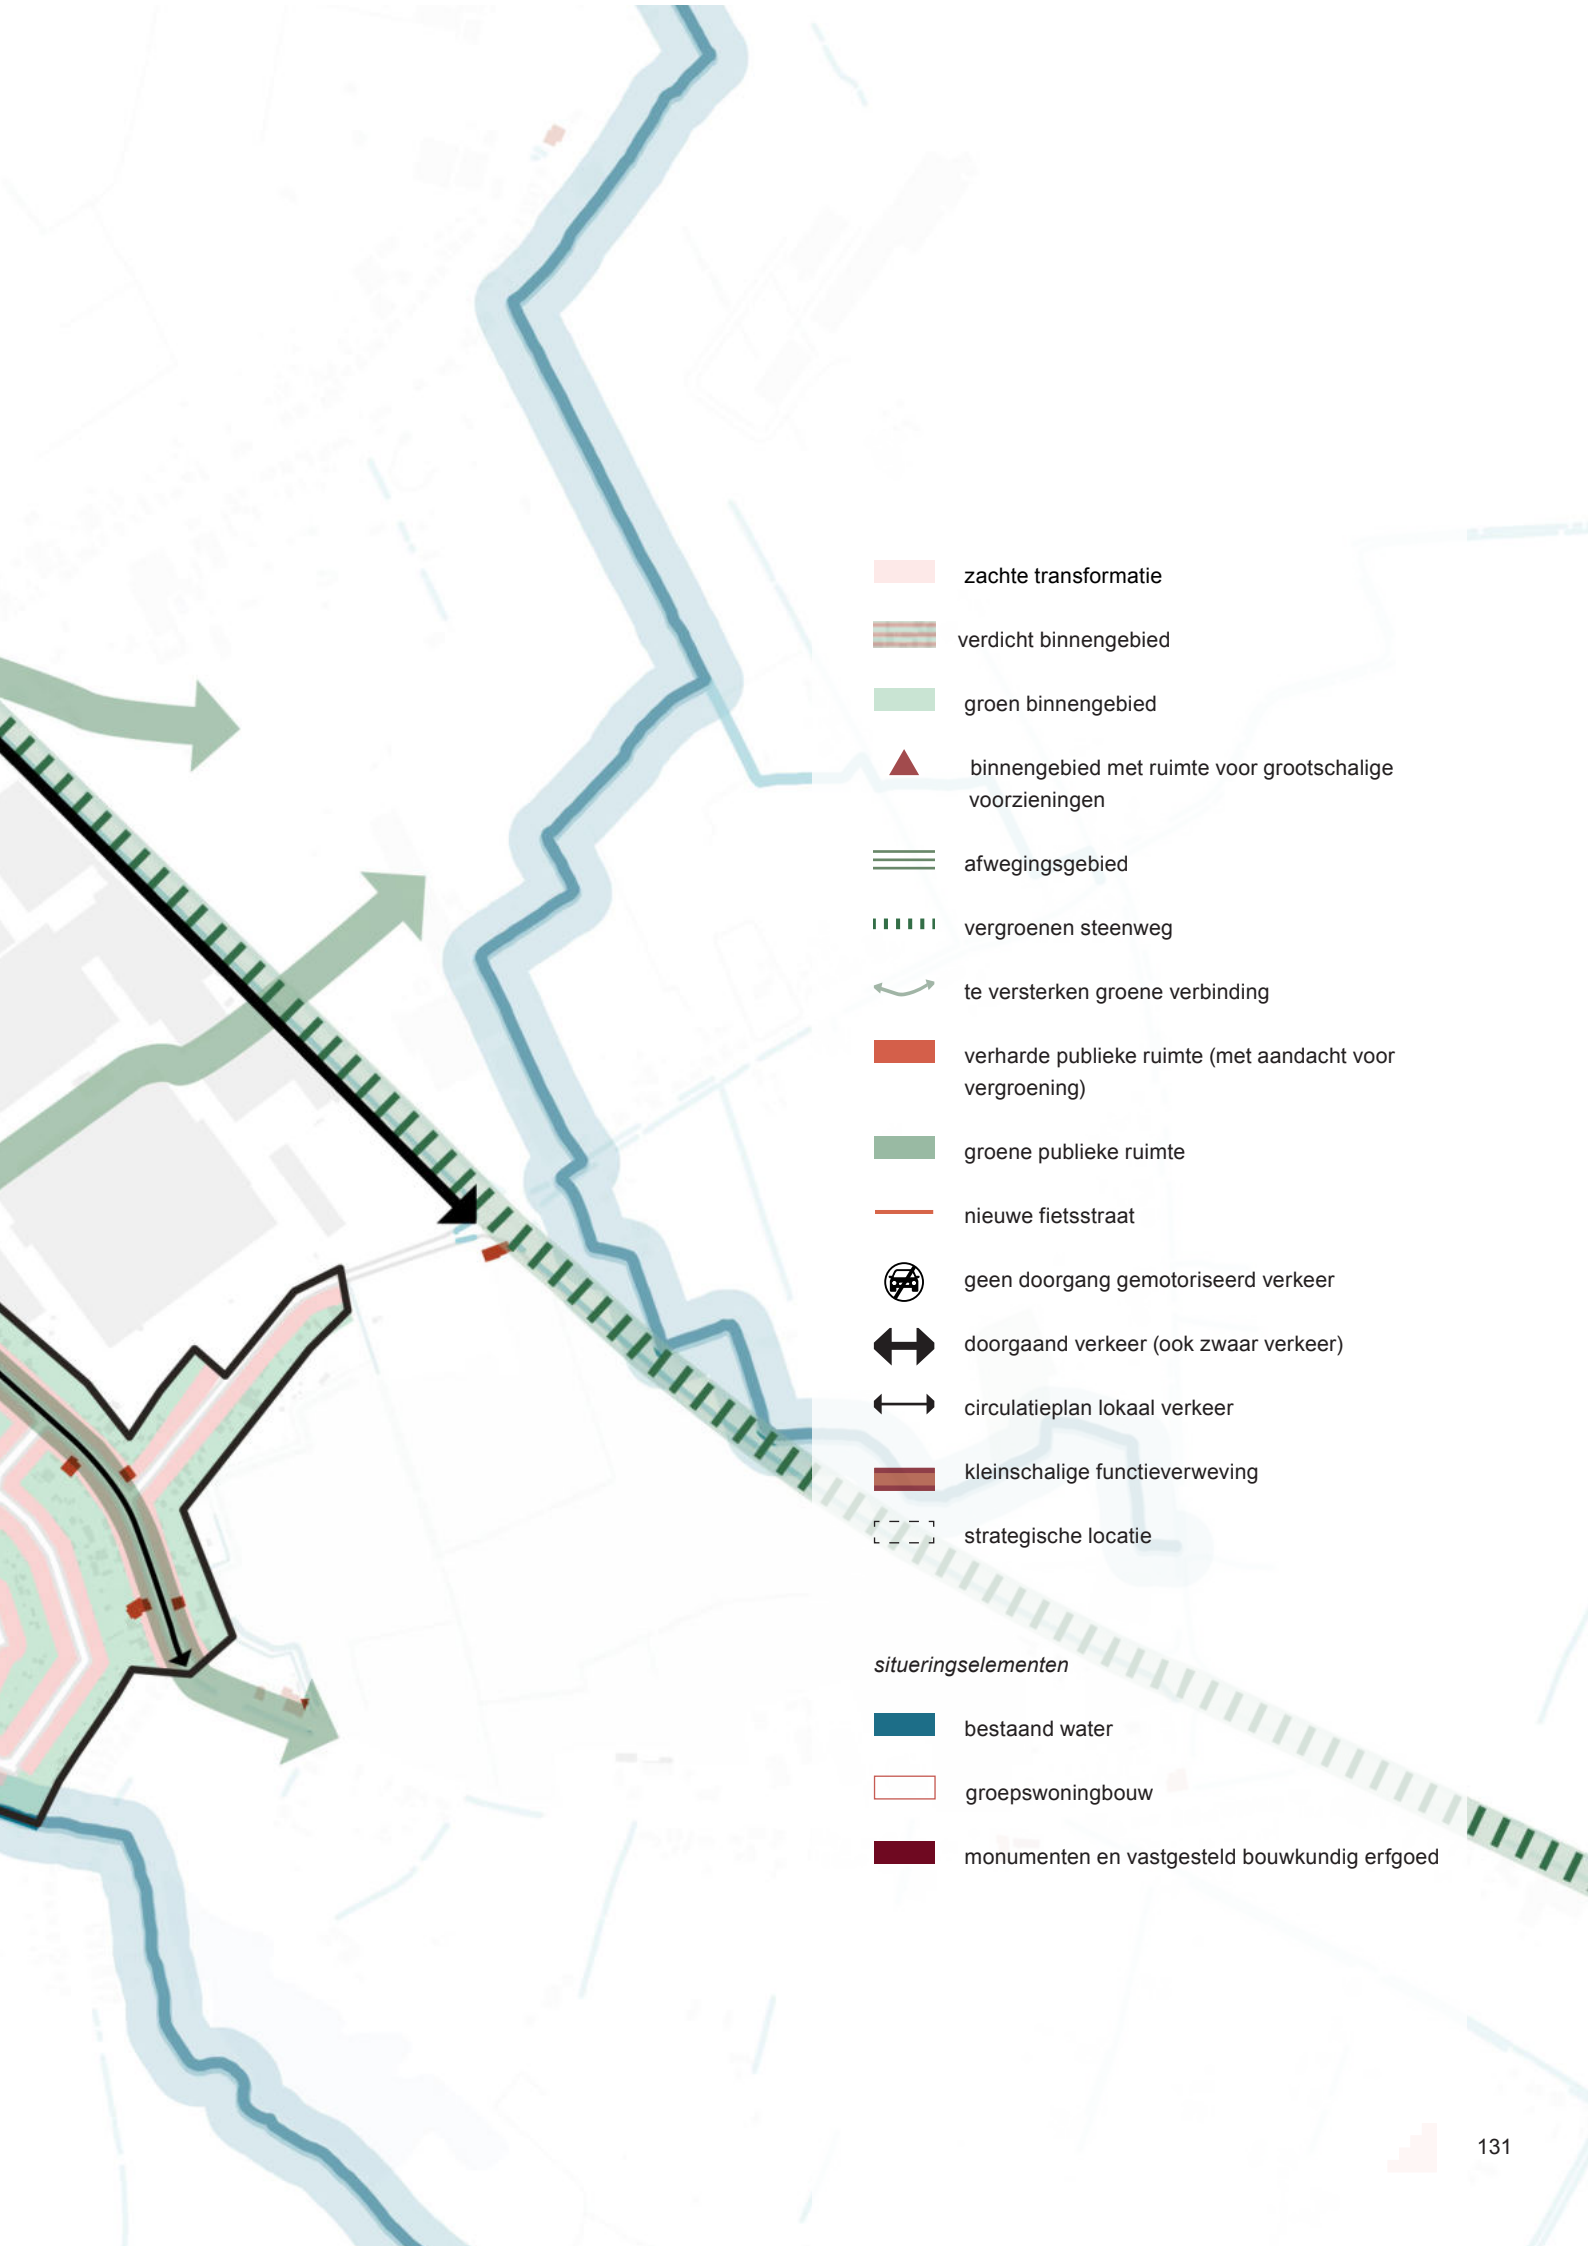 zachte transformatie
verdicht binnengebied
groen binnengebied
binnengebied met ruimte voor grootschalige
voorzieningen
afwegingsgebied
vergroenen steenweg
te versterken groene verbinding
verharde publieke ruimte (met aandacht voor
vergroening)
groene publieke ruimte
nieuwe fietsstraat
geen doorgang gemotoriseerd verkeer
doorgaand verkeer (ook zwaar verkeer)
circulatieplan lokaal verkeer
kleinschalige functieverweving
strategische locatie
situeringselementen
bestaand water
groepswoningbouw
monumenten en vastgesteld bouwkundig erfgoed
131